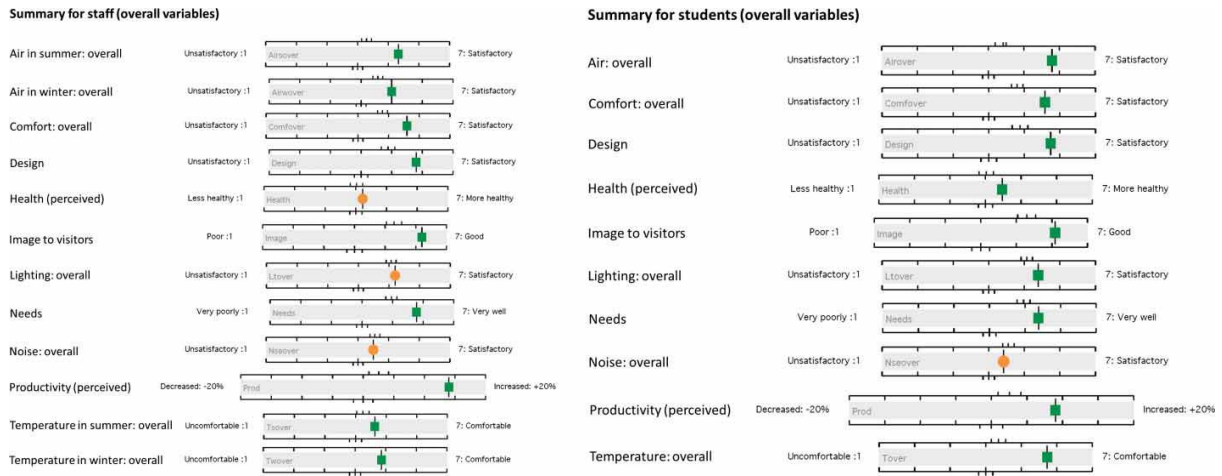 Summary for staff (overall variables)
Air in summer: overall Unsatisfactory :1 Airsover 7: Satisfactory
Air in winter: overall Unsatisfactory :1 Airwover 7: Satisfactory
Comfort: overall Unsatisfactory :1 Comfover 7: Satisfactory
Design Unsatisfactory :1 Design 7: Satisfactory
Health (perceived) Less healthy :1 Health 7: More healthy
Image to visitors Poor :1 Image 7: Good
Lighting: overall Unsatisfactory :1 Ltover 7: Satisfactory
Needs Very poorly :1 Needs 7: Very well
Noise: overall Unsatisfactory :1 Nseover 7: Satisfactory
Productivity (perceived) Decreased: -20% Prod Increased: +20%
Temperature in summer: overall Uncomfortable :1 Tsover 7: Comfortable
Temperature in winter: overall Uncomfortable :1 Twover 7: Comfortable
Summary for students (overall variables)
Air: overall Unsatisfactory :1 Airover 7: Satisfactory
Comfort: overall Unsatisfactory :1 Comfover 7: Satisfactory
Design Unsatisfactory :1 Design 7: Satisfactory
Health (perceived) Less healthy :1 Health 7: More healthy
Image to visitors Poor :1 Image 7: Good
Lighting: overall Unsatisfactory :1 Ltover 7: Satisfactory
Needs Very poorly :1 Needs 7: Very well
Noise: overall Unsatisfactory :1 Nseover 7: Satisfactory
Productivity (perceived) Decreased: -20% Prod Increased: +20%
Temperature: overall Uncomfortable :1 Tover 7: Comfortable